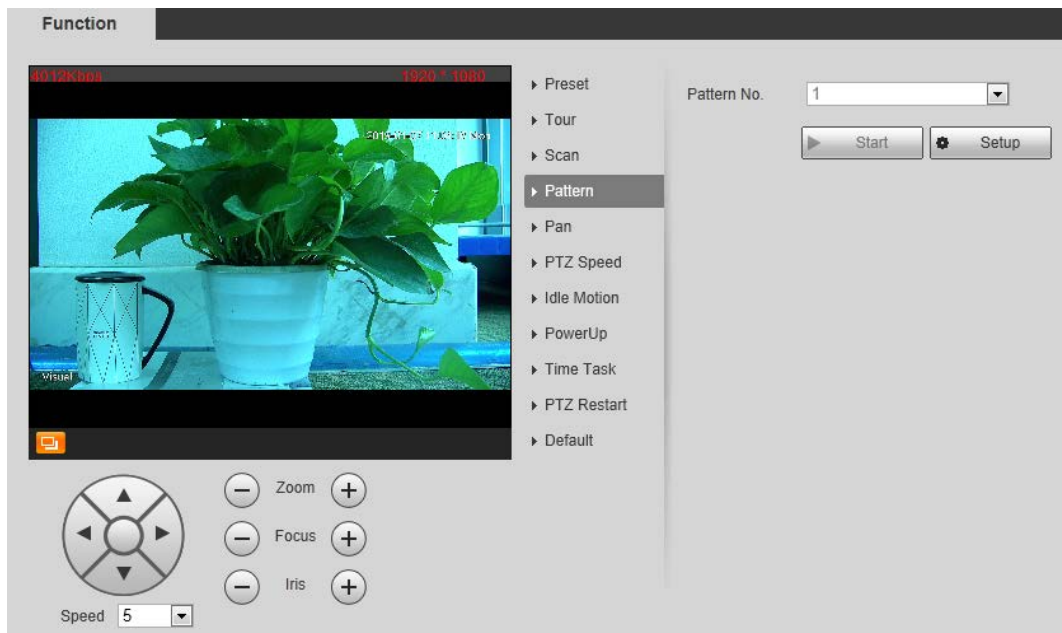 Function
4012Kbps 1920 * 1080
Visual
Preset
Tour
Scan
Pattern
Pan
PTZ Speed
Idle Motion
PowerUp
Time Task
PTZ Restart
Default
Pattern No. 1
Start Setup
Zoom
Focus
Iris
Speed 5